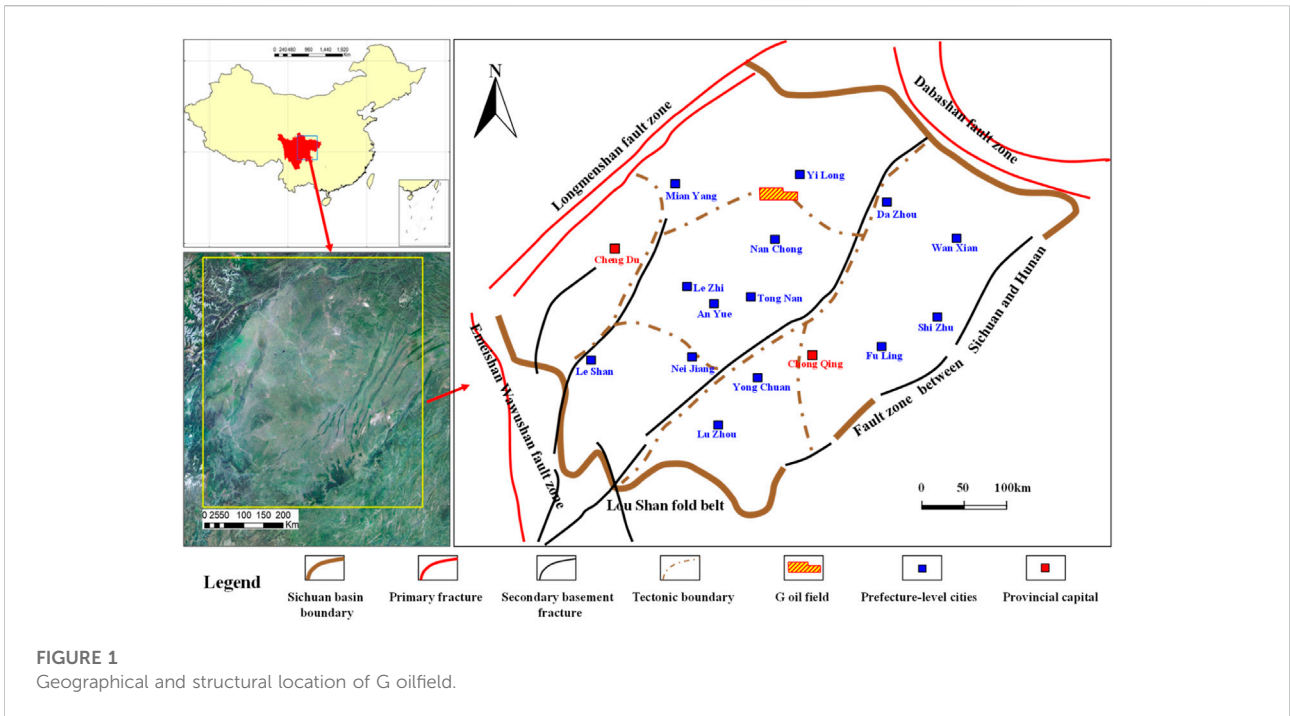 0 240480 960 1,440 1,920
Km
0 2550 100 150 200
Km
N
Longmenshan fault zone
Dabashan fault zone
Emeishan Wawushan fault zone
Fault zone between Sichuan and Hunan
Lou Shan fold belt
Mian Yang
Yi Long
Da Zhou
Wan Xian
Cheng Du
Nan Chong
Le Zhi
An Yue
Tong Nan
Shi Zhu
Le Shan
Nei Jiang
Chong Qing
Fu Ling
Yong Chuan
Lu Zhou
0 50 100km
Legend
Sichuan basin
boundary
Primary fracture
Secondary basement
fracture
Tectonic boundary
G oil field
Prefecture-level cities
Provincial capital
FIGURE 1
Geographical and structural location of G oilfield.